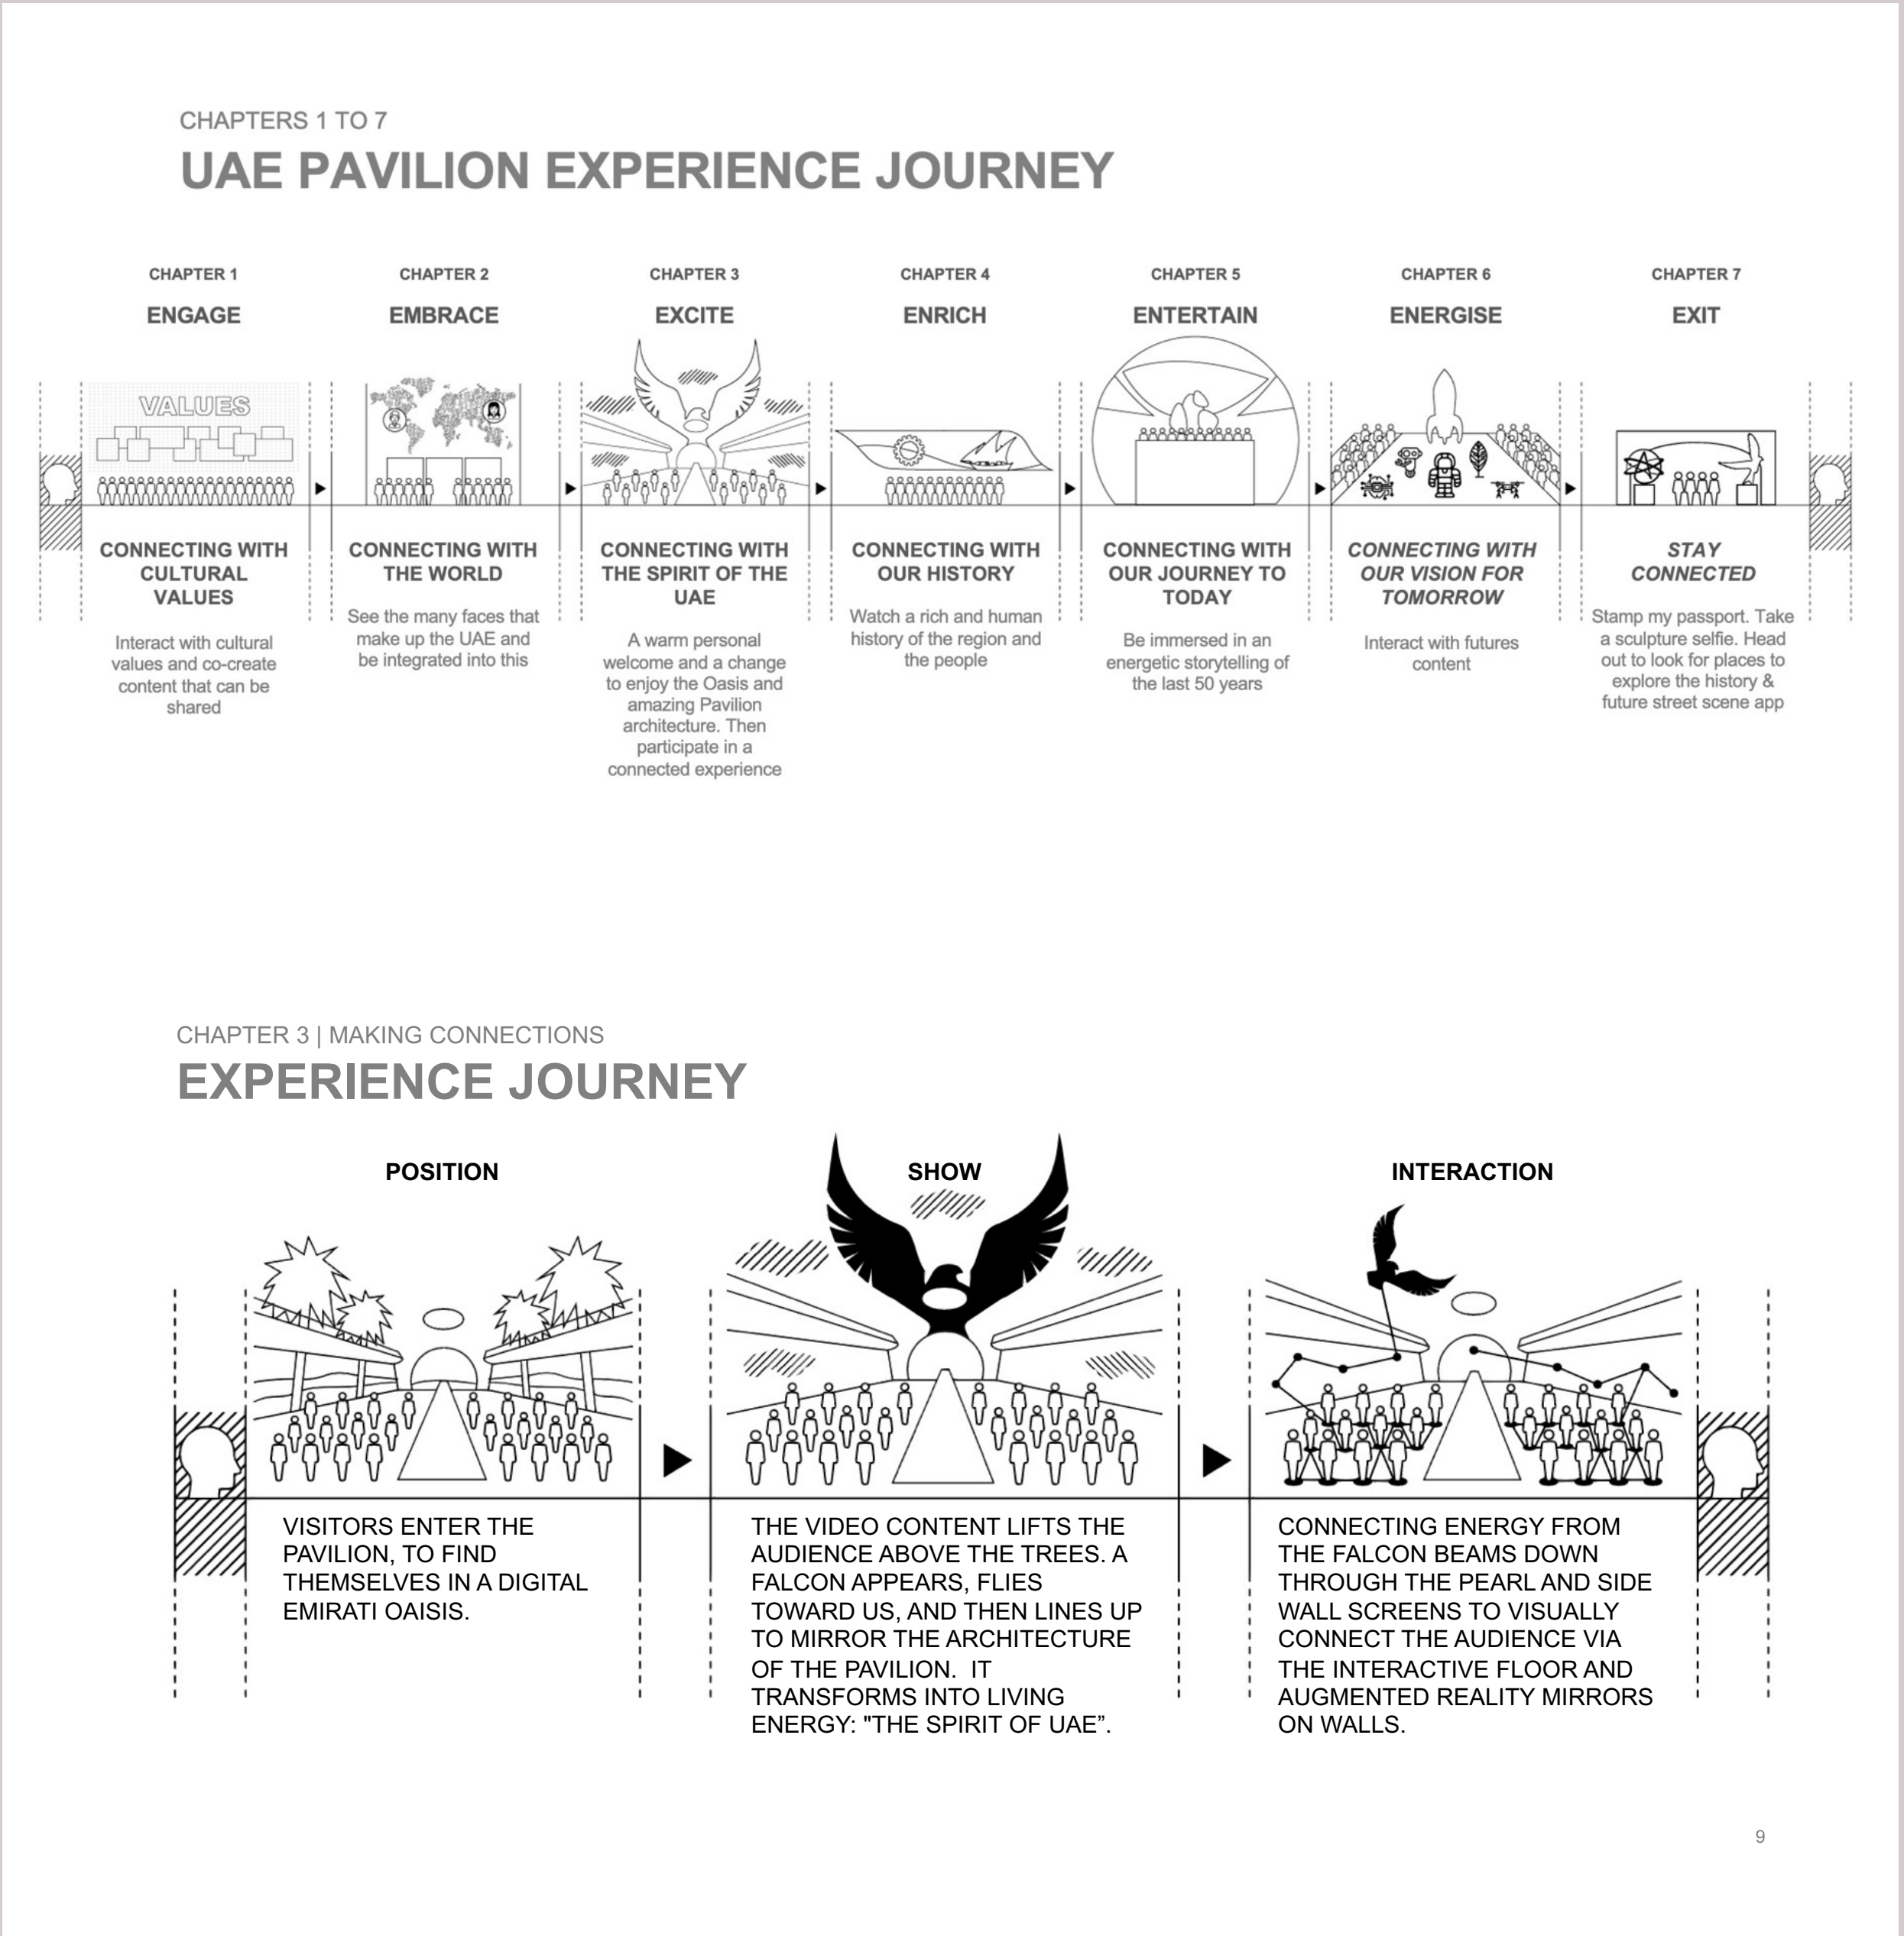 CHAPTERS 1 TO 7
UAE PAVILION EXPERIENCE JOURNEY
CHAPTER 1
ENGAGE
VALUES
CONNECTING WITH
CULTURAL
VALUES
Interact with cultural
values and co-create
content that can be
shared
CHAPTER 2
EMBRACE
CONNECTING WITH
THE WORLD
See the many faces that
make up the UAE and
be integrated into this
CHAPTER 3
EXCITE
CONNECTING WITH
THE SPIRIT OF THE
UAE
A warm personal
welcome and a change
to enjoy the Oasis and
amazing Pavilion
architecture. Then
participate in a
connected experience
CHAPTER 4
ENRICH
CONNECTING WITH
OUR HISTORY
Watch a rich and human
history of the region and
the people
CHAPTER 5
ENTERTAIN
CONNECTING WITH
OUR JOURNEY TO
TODAY
Be immersed in an
energetic storytelling of
the last 50 years
CHAPTER 6
ENERGISE
CONNECTING WITH
OUR VISION FOR
TOMORROW
Interact with futures
content
CHAPTER 7
EXIT
STAY
CONNECTED
Stamp my passport. Take
a sculpture selfie. Head
out to look for places to
explore the history &
future street scene app
CHAPTER 3 | MAKING CONNECTIONS
EXPERIENCE JOURNEY
POSITION
VISITORS ENTER THE
PAVILION, TO FIND
THEMSELVES IN A DIGITAL
EMIRATI OAISIS.
SHOW
THE VIDEO CONTENT LIFTS THE
AUDIENCE ABOVE THE TREES. A
FALCON APPEARS, FLIES
TOWARD US, AND THEN LINES UP
TO MIRROR THE ARCHITECTURE
OF THE PAVILION.  IT
TRANSFORMS INTO LIVING
ENERGY: "THE SPIRIT OF UAE”.
INTERACTION
CONNECTING ENERGY FROM
THE FALCON BEAMS DOWN
THROUGH THE PEARL AND SIDE
WALL SCREENS TO VISUALLY
CONNECT THE AUDIENCE VIA
THE INTERACTIVE FLOOR AND
AUGMENTED REALITY MIRRORS
ON WALLS.
9